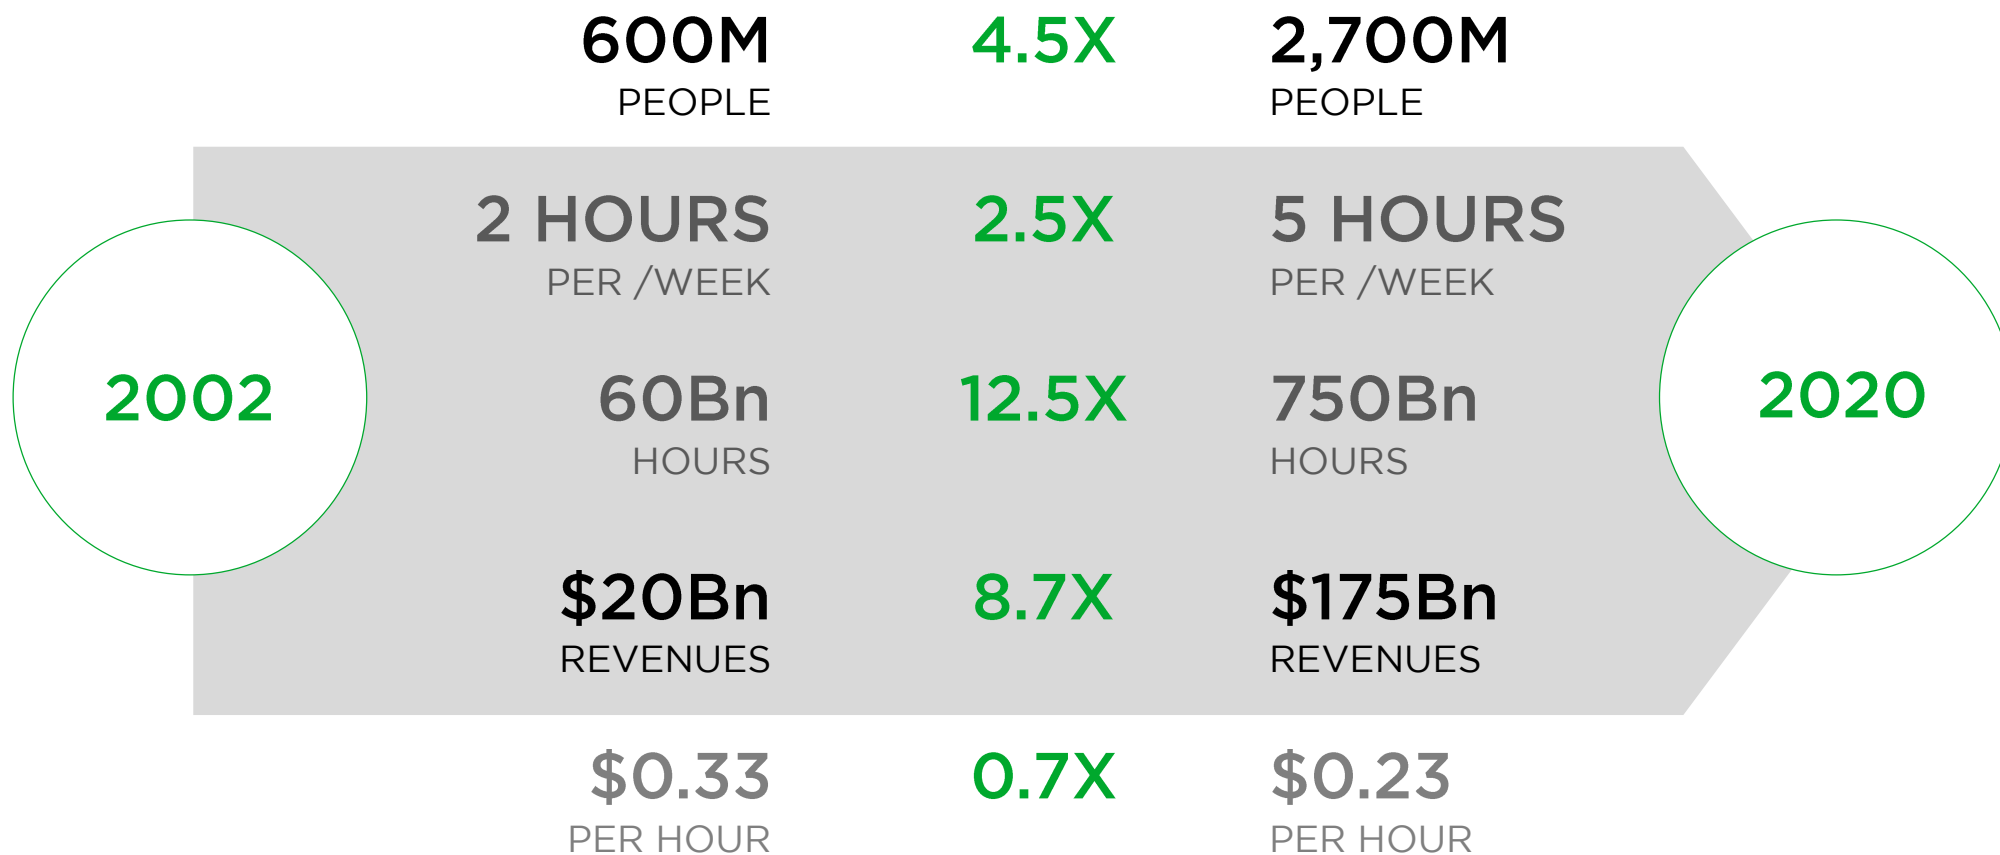 600M 4.5X 2,700M
PEOPLE PEOPLE
2 HOURS 2.5X 5 HOURS
PER /WEEK PER /WEEK
2002 60Bn 12.5X 750Bn 2020
HOURS HOURS
$20Bn 8.7X $175Bn
REVENUES REVENUES
$0.33 0.7X $0.23
PER HOUR PER HOUR